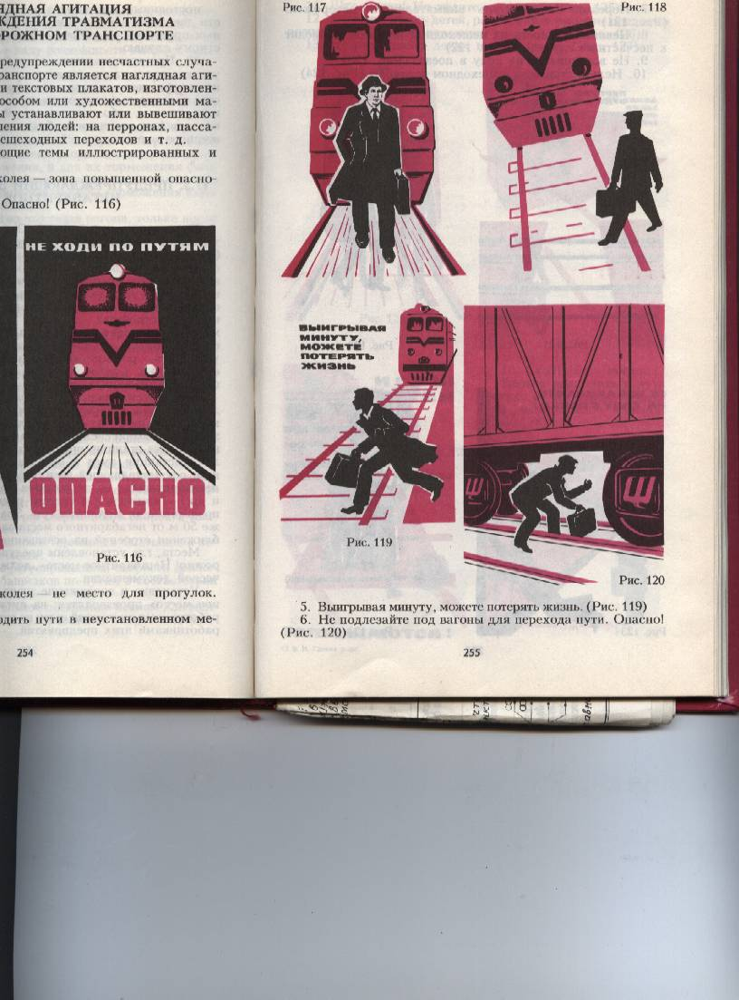 ЯДНАЯ АГИТАЦИЯ
ЖДЕНИЯ ТРАВМАТИЗМА
ОРОЖНОМ ТРАНСПОРТЕ
редупреждении несчастных случа-
ранспорте является наглядная аги-
и текстовых плакатов, изготовлен-
особом или художественными ма-
ы устанавливают или вывешивают
ления людей: на перронах, пасса-
ешеходных переходов и т. д.
ющие темы иллюстрированных и
колея — зона повышенной опасно-
Опасно! (Рис. 116)
НЕ ХОДИ ПО ПУТЯМ
ОПАСНО
Рис. 116
колея — не место для прогулок.
одить пути в неустановленном ме-
254
Рис. 117
Рис. 118
ВЫИГРЫВАЯ
МИНУТУ,
МОЖЕТЕ
ПОТЕРЯТЬ
ЖИЗНЬ
Рис. 119
Рис. 120
5. Выигрывая минуту, можете потерять жизнь. (Рис. 119)
6. Не подлезайте под вагоны для перехода пути. Опасно!
(Рис. 120)
255